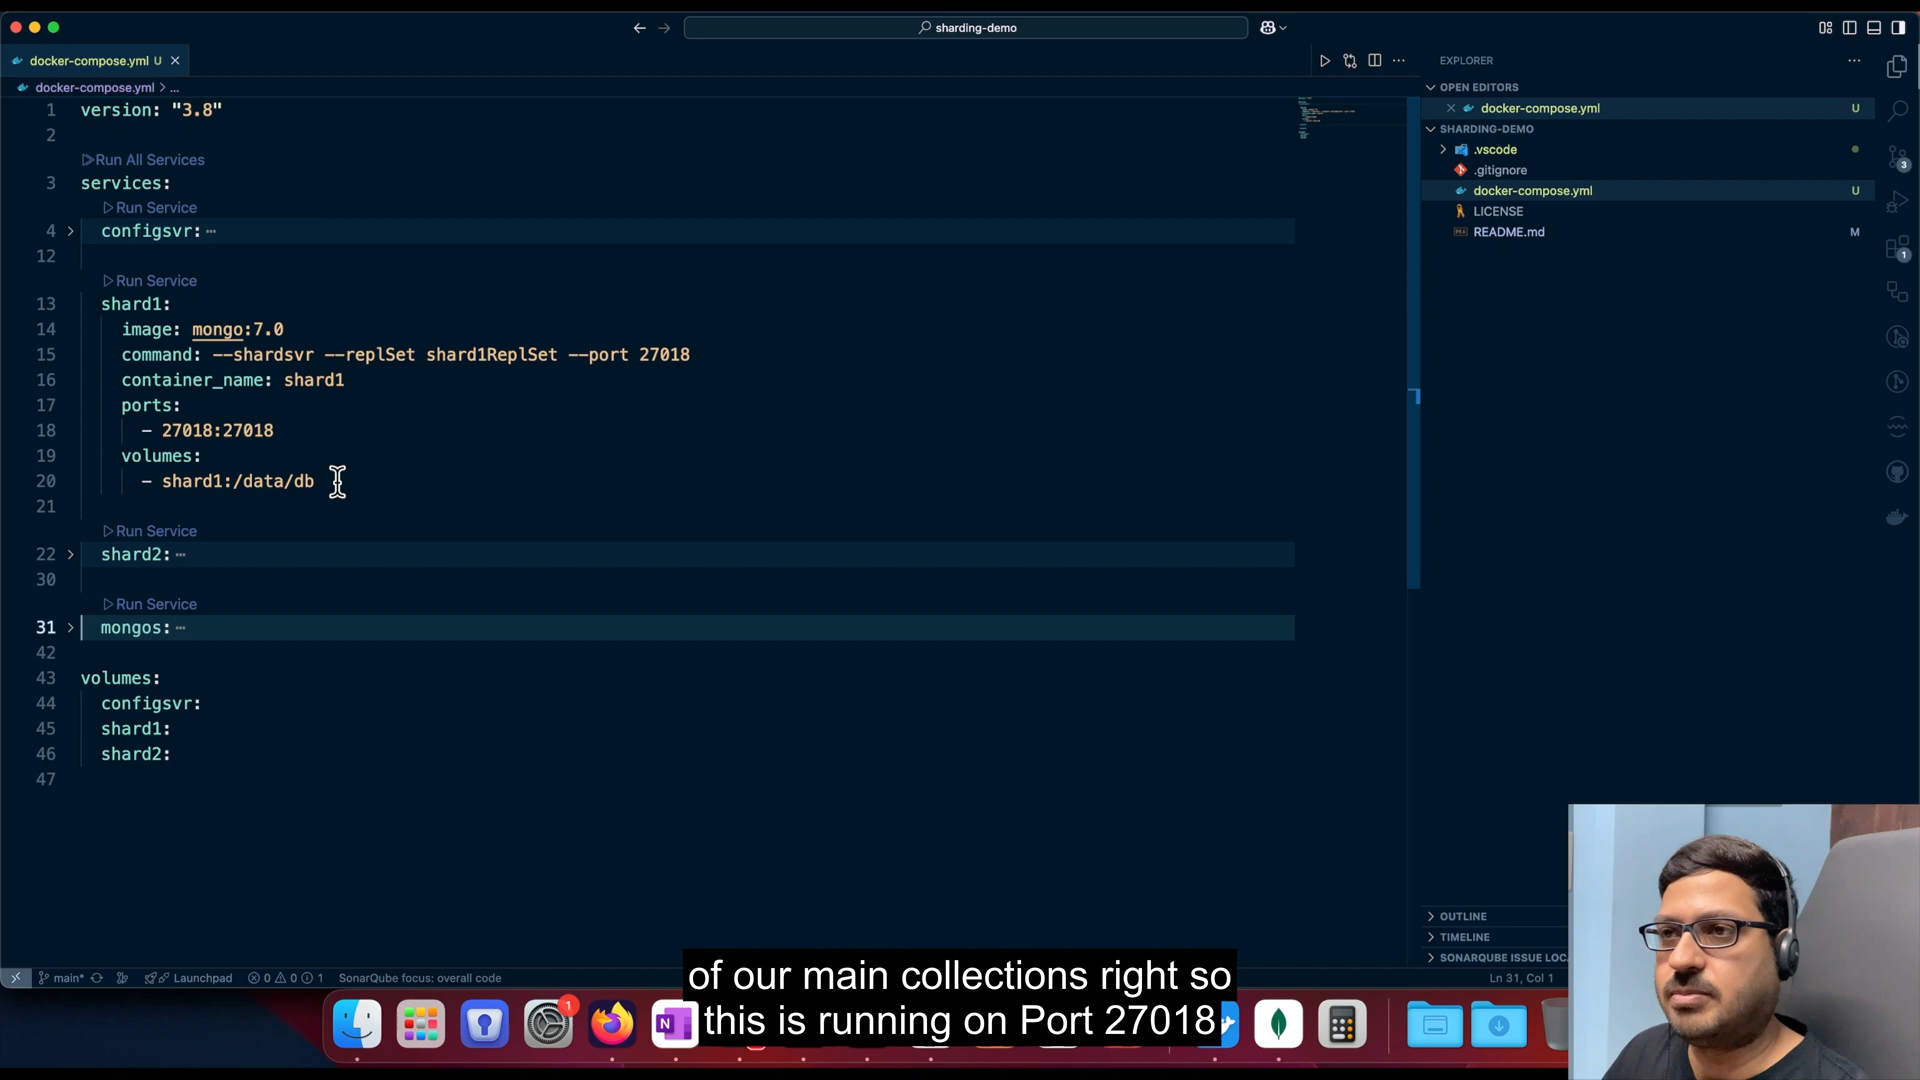 sharding-demo
docker-compose.yml U
docker-compose.yml > ...
1 version: "3.8"
2
Run All Services
3 services:
Run Service
4 configsvr: ···
12
Run Service
13 shard1:
14 image: mongo:7.0
15 command: --shardsvr --replSet shard1ReplSet --port 27018
16 container_name: shard1
17 ports:
18 - 27018:27018
19 volumes:
20 - shard1:/data/db
21
Run Service
22 shard2: ···
30
Run Service
31 mongos: ···
42
43 volumes:
44 configsvr:
45 shard1:
46 shard2:
47
EXPLORER
OPEN EDITORS
docker-compose.yml U
SHARDING-DEMO
.vscode
.gitignore
docker-compose.yml U
LICENSE
README.md M
3
1
OUTLINE
TIMELINE
SONARQUBE ISSUE LOCA
main* Launchpad 0 0 1 SonarQube focus: overall code
Ln 31, Col 1
of our main collections right so
this is running on Port 27018
1
N